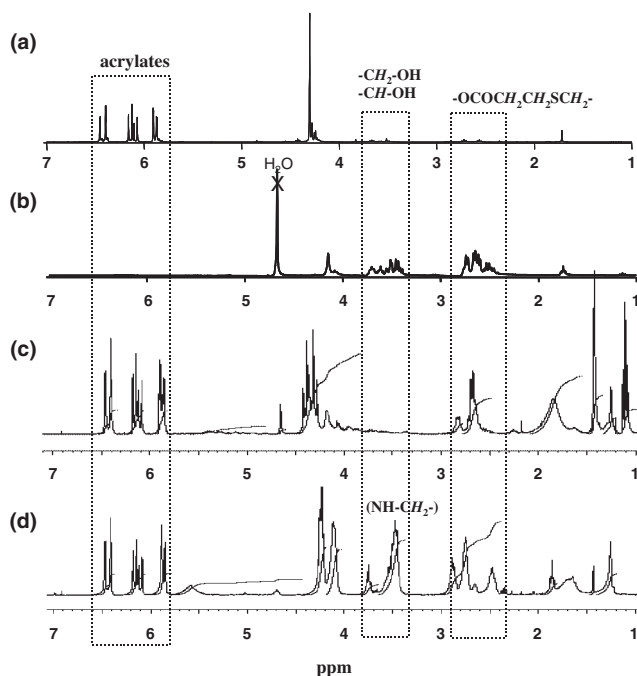 (a)
acrylates
-CH₂-OH
-CH-OH
-OCOCH₂CH₂SCH₂-
7 6 5 4 3 2 1
H₂O
X
(b)
7 6 5 4 3 2 1
(c)
7 6 5 4 3 2 1
(d)
(NH-CH₂-)
7 6 5 4 3 2 1
ppm